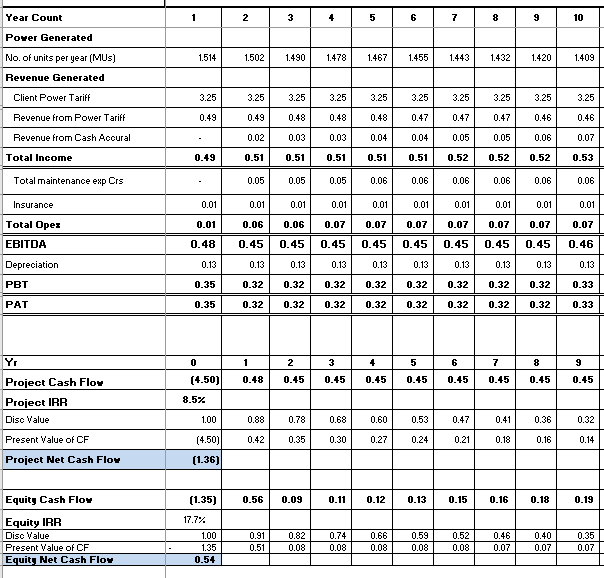 Year Count 1 2 3 4 5 6 7 8 9 10
Power Generated
No. of units per year (MUs) 1.514 1.502 1.490 1.478 1.467 1.455 1.443 1.432 1.420 1.409
Revenue Generated
Client Power Tariff 3.25 3.25 3.25 3.25 3.25 3.25 3.25 3.25 3.25 3.25
Revenue from Power Tariff 0.49 0.49 0.48 0.48 0.48 0.47 0.47 0.47 0.46 0.46
Revenue from Cash Accural - 0.02 0.03 0.03 0.04 0.04 0.05 0.05 0.06 0.07
Total Income 0.49 0.51 0.51 0.51 0.51 0.51 0.52 0.52 0.52 0.53
Total maintenance exp Crs - 0.05 0.05 0.05 0.06 0.06 0.06 0.06 0.06 0.06
Insurance 0.01 0.01 0.01 0.01 0.01 0.01 0.01 0.01 0.01 0.01
Total Opex 0.01 0.06 0.06 0.07 0.07 0.07 0.07 0.07 0.07 0.07
EBITDA 0.48 0.45 0.45 0.45 0.45 0.45 0.45 0.45 0.45 0.46
Depreciation 0.13 0.13 0.13 0.13 0.13 0.13 0.13 0.13 0.13 0.13
PBT 0.35 0.32 0.32 0.32 0.32 0.32 0.32 0.32 0.32 0.33
PAT 0.35 0.32 0.32 0.32 0.32 0.32 0.32 0.32 0.32 0.33
Yr 0 1 2 3 4 5 6 7 8 9
Project Cash Flow (4.50) 0.48 0.45 0.45 0.45 0.45 0.45 0.45 0.45 0.45
Project IRR 8.5%
Disc Value 1.00 0.88 0.78 0.68 0.60 0.53 0.47 0.41 0.36 0.32
Present Value of CF (4.50) 0.42 0.35 0.30 0.27 0.24 0.21 0.18 0.16 0.14
Project Net Cash Flow (1.36)
Equity Cash Flow (1.35) 0.56 0.09 0.11 0.12 0.13 0.15 0.16 0.18 0.19
Equity IRR 17.7%
Disc Value 1.00 0.91 0.82 0.74 0.66 0.59 0.52 0.46 0.40 0.35
Present Value of CF - 1.35 0.51 0.08 0.08 0.08 0.08 0.08 0.07 0.07 0.07
Equity Net Cash Flow 0.54